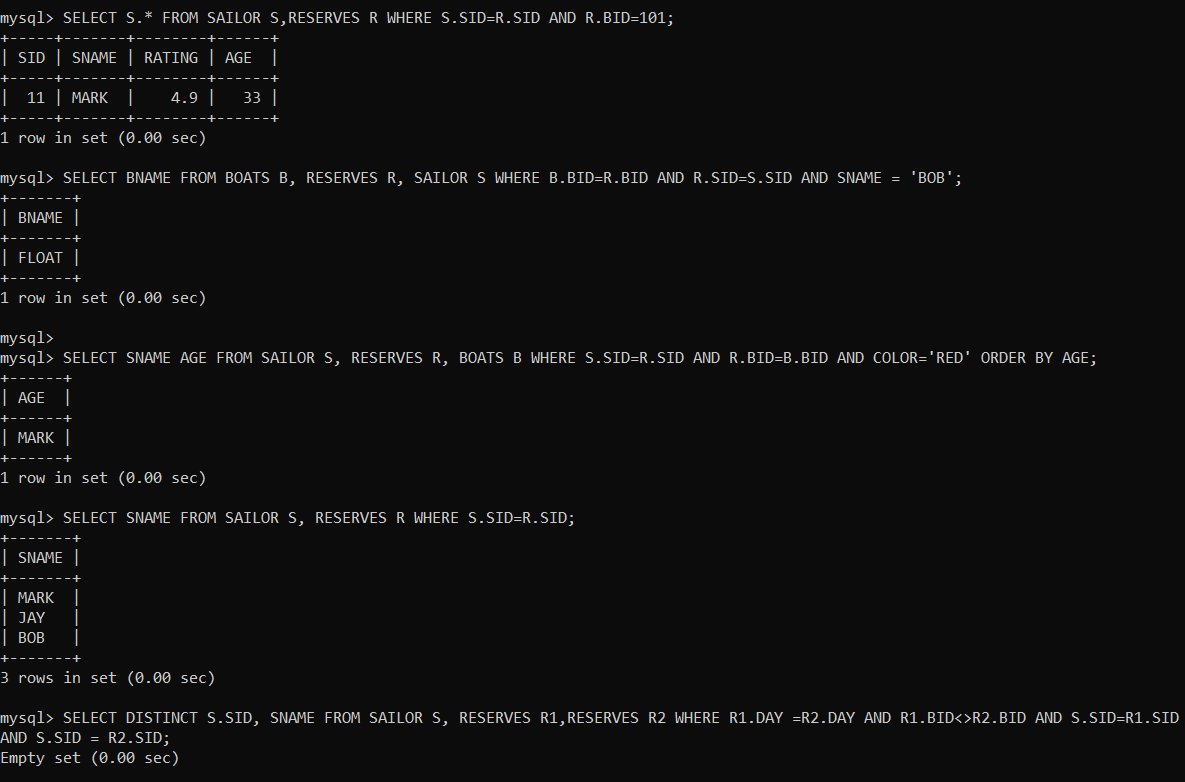 mysql> SELECT S.* FROM SAILOR S,RESERVES R WHERE S.SID=R.SID AND R.BID=101;
+-----+-------+--------+------+
| SID | SNAME | RATING | AGE  |
+-----+-------+--------+------+
|  11 | MARK  |    4.9 |   33 |
+-----+-------+--------+------+
1 row in set (0.00 sec)

mysql> SELECT BNAME FROM BOATS B, RESERVES R, SAILOR S WHERE B.BID=R.BID AND R.SID=S.SID AND SNAME = 'BOB';
+-------+
| BNAME |
+-------+
| FLOAT |
+-------+
1 row in set (0.00 sec)

mysql>
mysql> SELECT SNAME AGE FROM SAILOR S, RESERVES R, BOATS B WHERE S.SID=R.SID AND R.BID=B.BID AND COLOR='RED' ORDER BY AGE;
+------+
| AGE  |
+------+
| MARK |
+------+
1 row in set (0.00 sec)

mysql> SELECT SNAME FROM SAILOR S, RESERVES R WHERE S.SID=R.SID;
+-------+
| SNAME |
+-------+
| MARK  |
| JAY   |
| BOB   |
+-------+
3 rows in set (0.00 sec)

mysql> SELECT DISTINCT S.SID, SNAME FROM SAILOR S, RESERVES R1,RESERVES R2 WHERE R1.DAY =R2.DAY AND R1.BID<>R2.BID AND S.SID=R1.SID
AND S.SID = R2.SID;
Empty set (0.00 sec)